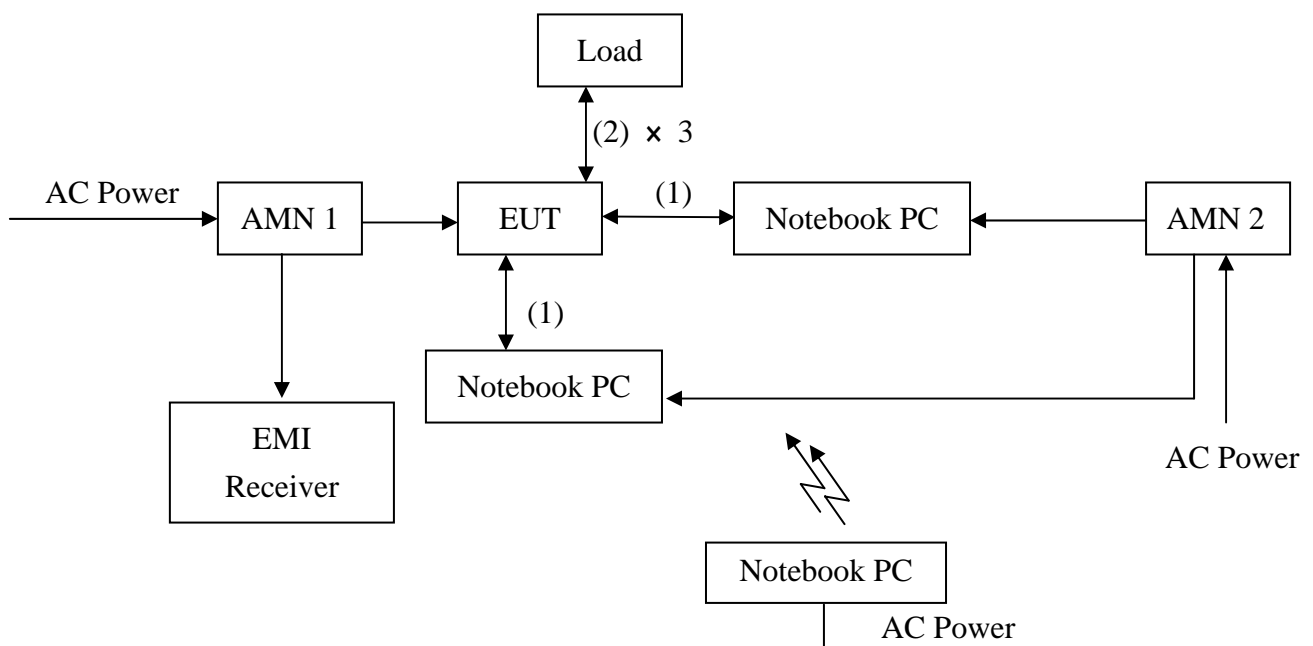 Load
(2) × 3
AC Power
AMN 1
EUT
(1)
Notebook PC
AMN 2
(1)
Notebook PC
EMI
Receiver
AC Power
Notebook PC
AC Power